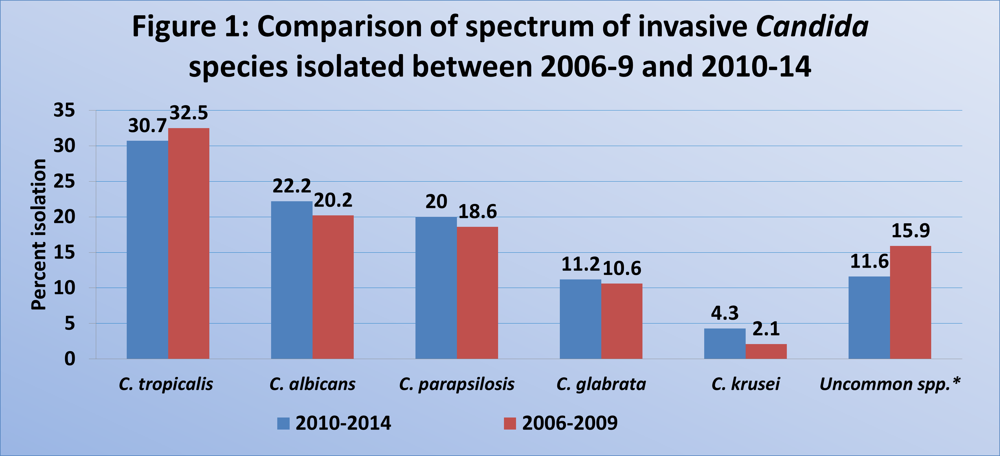 Figure 1: Comparison of spectrum of invasive Candida
species isolated between 2006-9 and 2010-14
Percent isolation
35
30
25
20
15
10
5
0
30.7
32.5
22.2
20.2
20
18.6
11.2
10.6
4.3
2.1
11.6
15.9
C. tropicalis
C. albicans
C. parapsilosis
C. glabrata
C. krusei
Uncommon spp.*
2010-2014
2006-2009